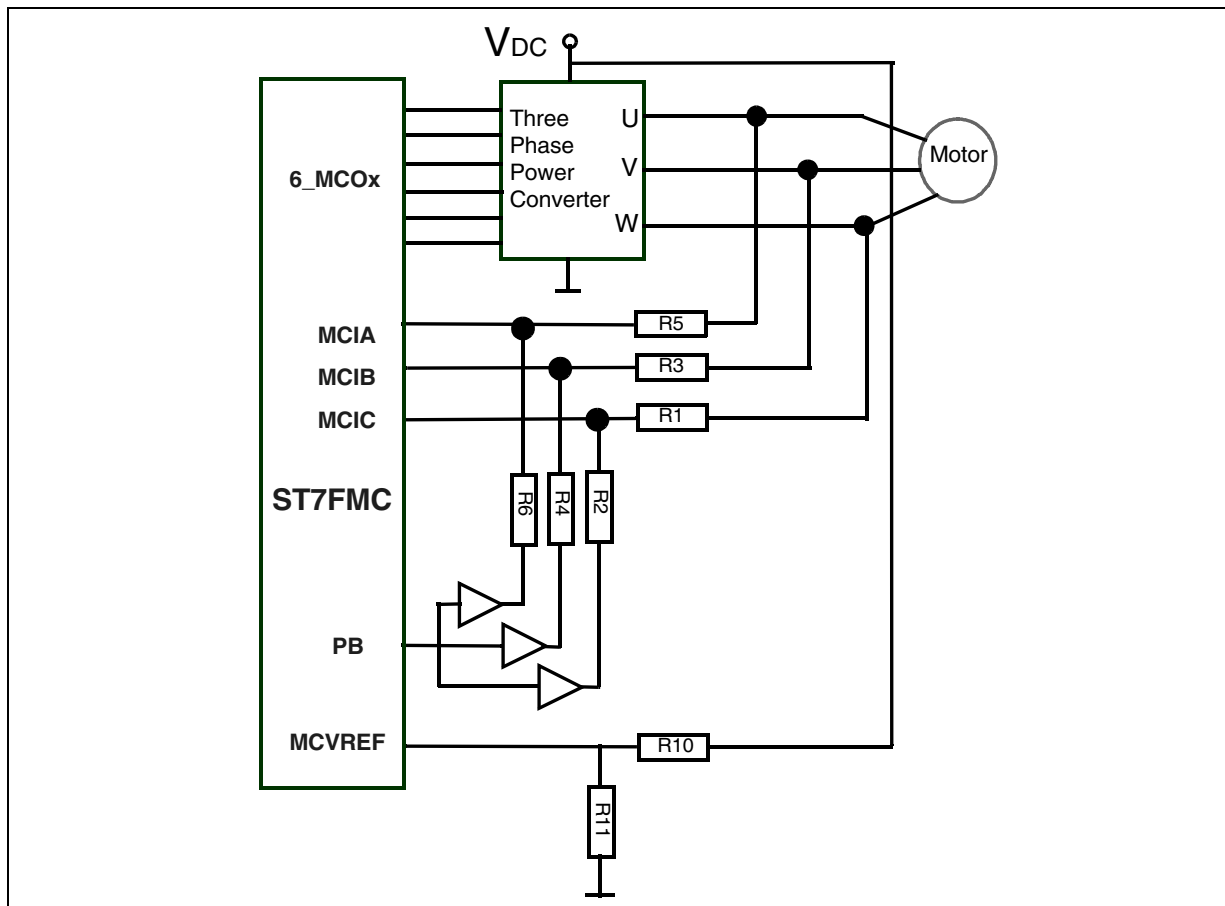 VDC
Three
Phase
Power
Converter
U
V
W
Motor
6_MCOx
MCIA
MCIB
MCIC
R5
R3
R1
ST7FMC
R6
R4
R2
PB
MCVREF
R10
R11